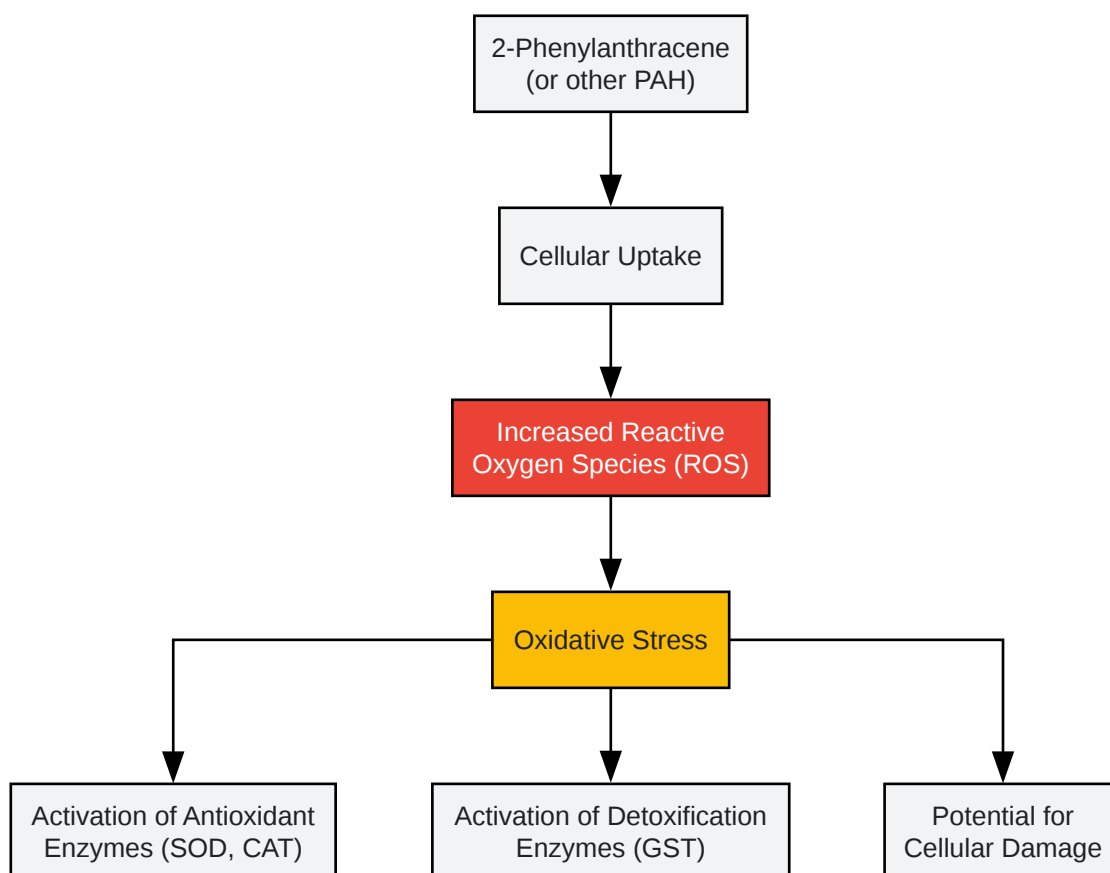 2-Phenylanthracene
(or other PAH)
Cellular Uptake
Increased Reactive
Oxygen Species (ROS)
Oxidative Stress
Activation of Antioxidant
Enzymes (SOD, CAT)
Activation of Detoxification
Enzymes (GST)
Potential for
Cellular Damage